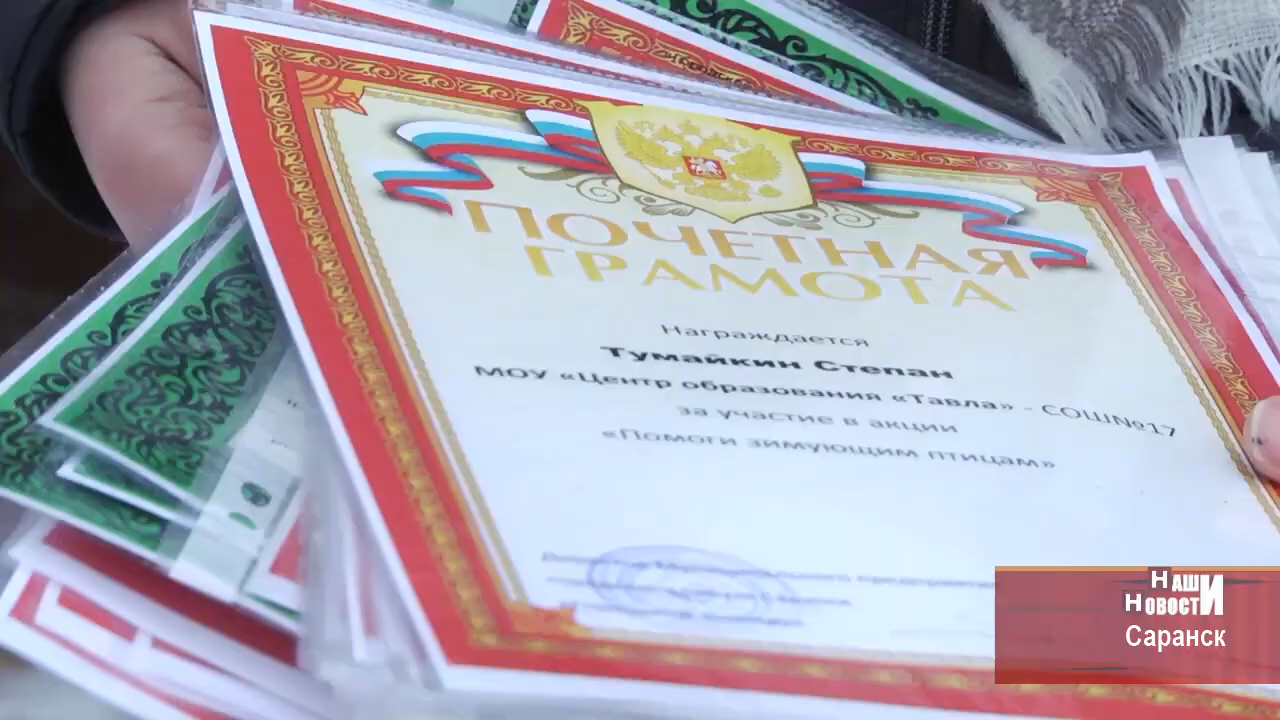 ПОЧЕТНАЯ
ГРАМОТА
Награждается
Тумайкин Степан
МОУ «Центр образования «Тавла» - СОШ№17
за участие в акции
«Помоги зимующим птицам»
Наши
Новости
Саранск